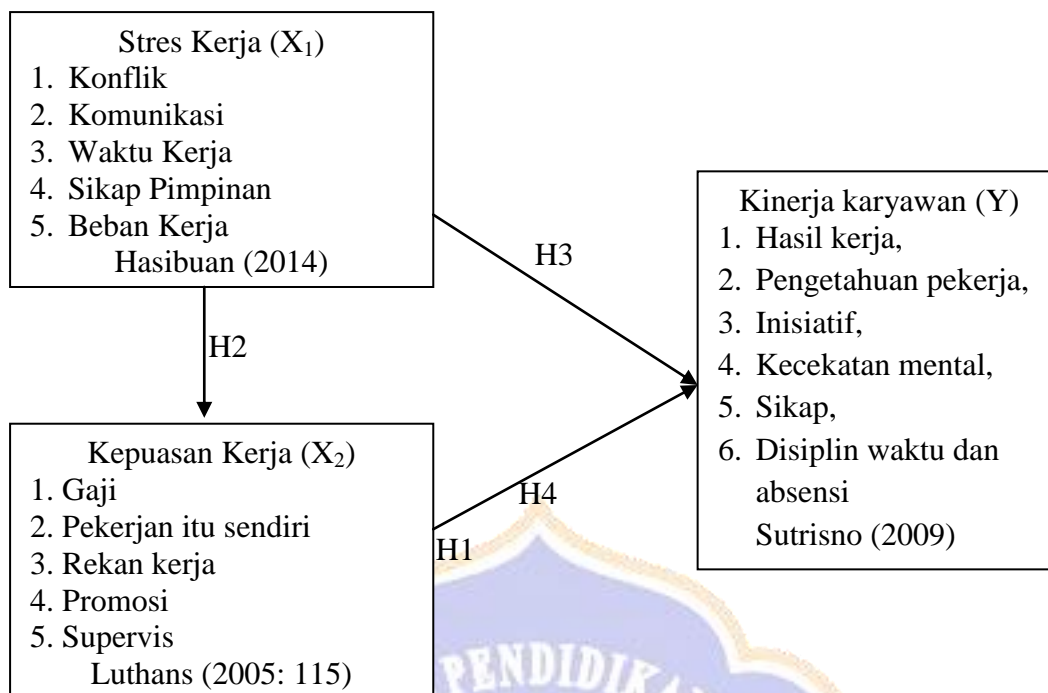 Stres Kerja (X₁)
1. Konflik
2. Komunikasi
3. Waktu Kerja
4. Sikap Pimpinan
5. Beban Kerja
Hasibuan (2014)
H3
H2
Kepuasan Kerja (X₂)
1. Gaji
2. Pekerjan itu sendiri
3. Rekan kerja
4. Promosi
5. Supervis
Luthans (2005: 115)
H4
H1
Kinerja karyawan (Y)
1. Hasil kerja,
2. Pengetahuan pekerja,
3. Inisiatif,
4. Kecekatan mental,
5. Sikap,
6. Disiplin waktu dan
absensi
Sutrisno (2009)